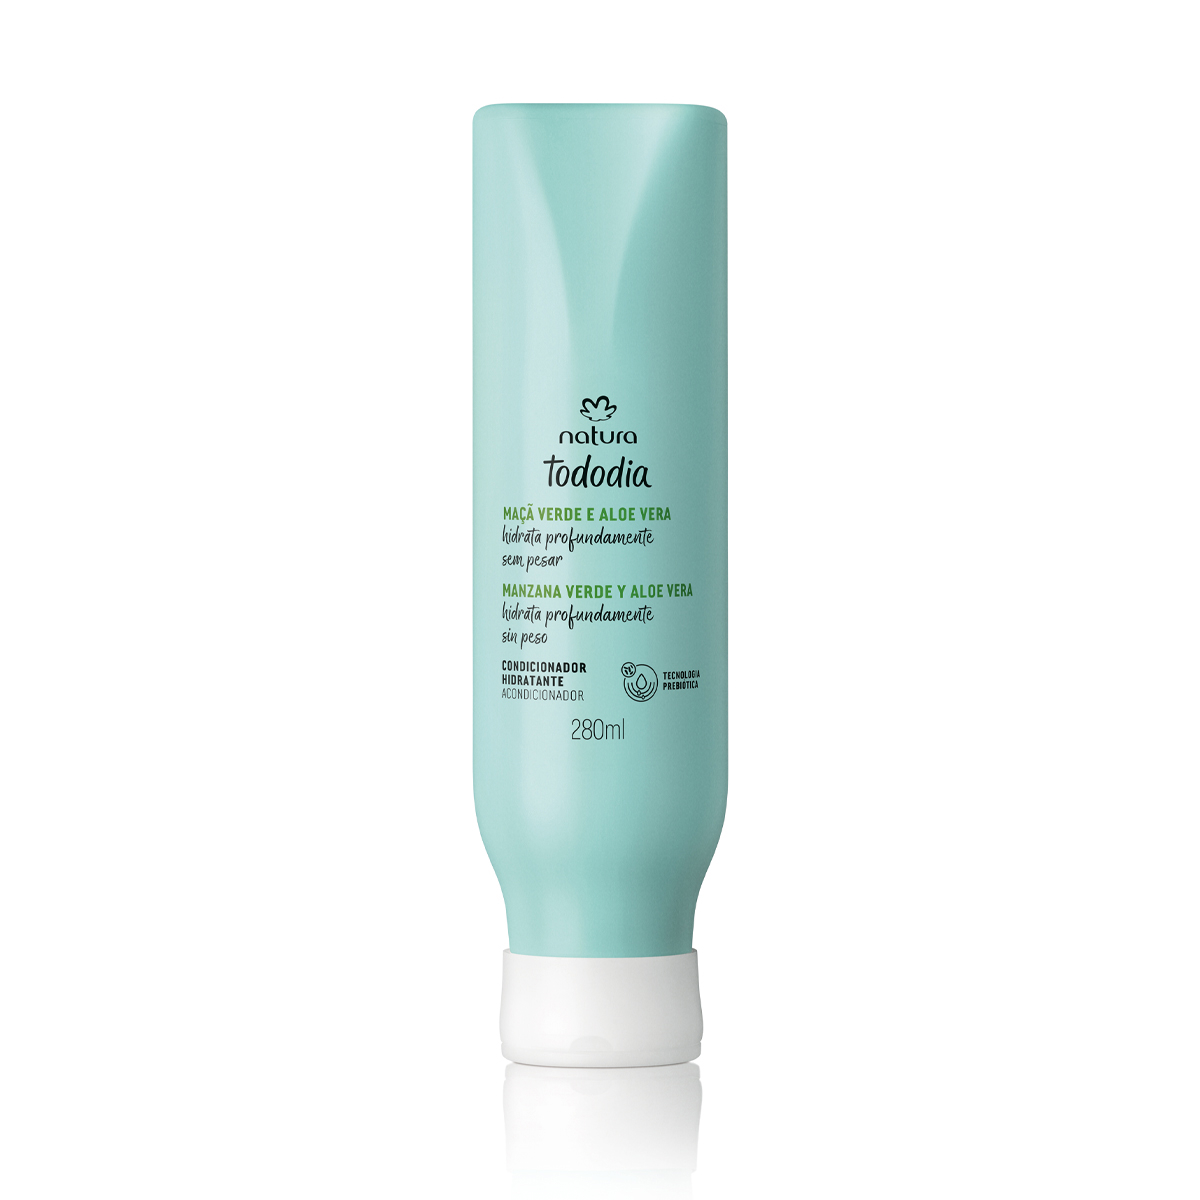 natura
tododia
MAÇÃ VERDE E ALOE VERA
hidrata profundamente
sem pesar
MANZANA VERDE Y ALOE VERA
hidrata profundamente
sin peso
CONDICIONADOR
HIDRATANTE
ACONDICIONADOR
TECNOLOGIA
PREBIÓTICA
280ml